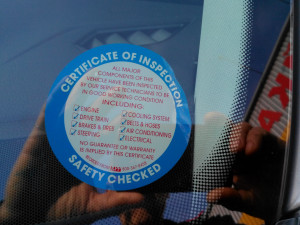 CERTIFICATE OF INSPECTION
ALL MAJOR
COMPONENTS OF THIS
VEHICLE HAVE BEEN INSPECTED
BY OUR SERVICE TECHNICIANS TO BE
IN GOOD WORKING CONDITION
INCLUDING:
ENGINE
DRIVE TRAIN
BRAKES & TIRES
STEERING
COOLING SYSTEM
BELTS & HOSES
AIR CONDITIONING
ELECTRICAL
NO GUARANTEE OR WARRANTY
IS IMPLIED BY THIS CERTIFICATE
SAFETY CHECKED